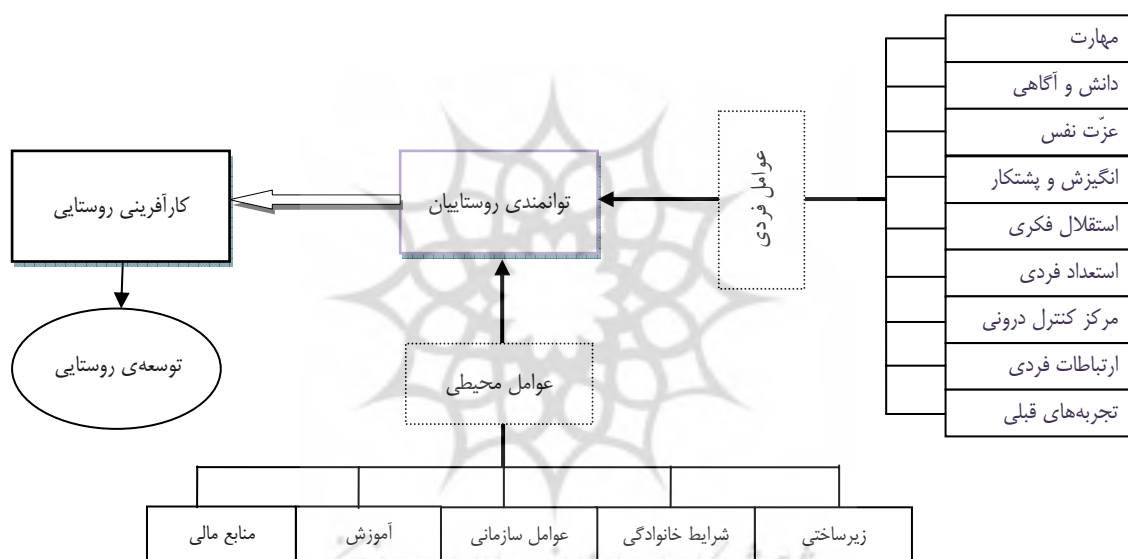 مهارت
دانش و آگاهی
عزّت نفس
انگیزش و پشتکار
استقلال فکری
استعداد فردی
مرکز کنترل درونی
ارتباطات فردی
تجربه‌های قبلی
عوامل فردی
توانمندی روستاییان
کارآفرینی روستایی
توسعه‌ی روستایی
عوامل محیطی
زیرساختی
شرایط خانوادگی
عوامل سازمانی
آموزش
منابع مالی